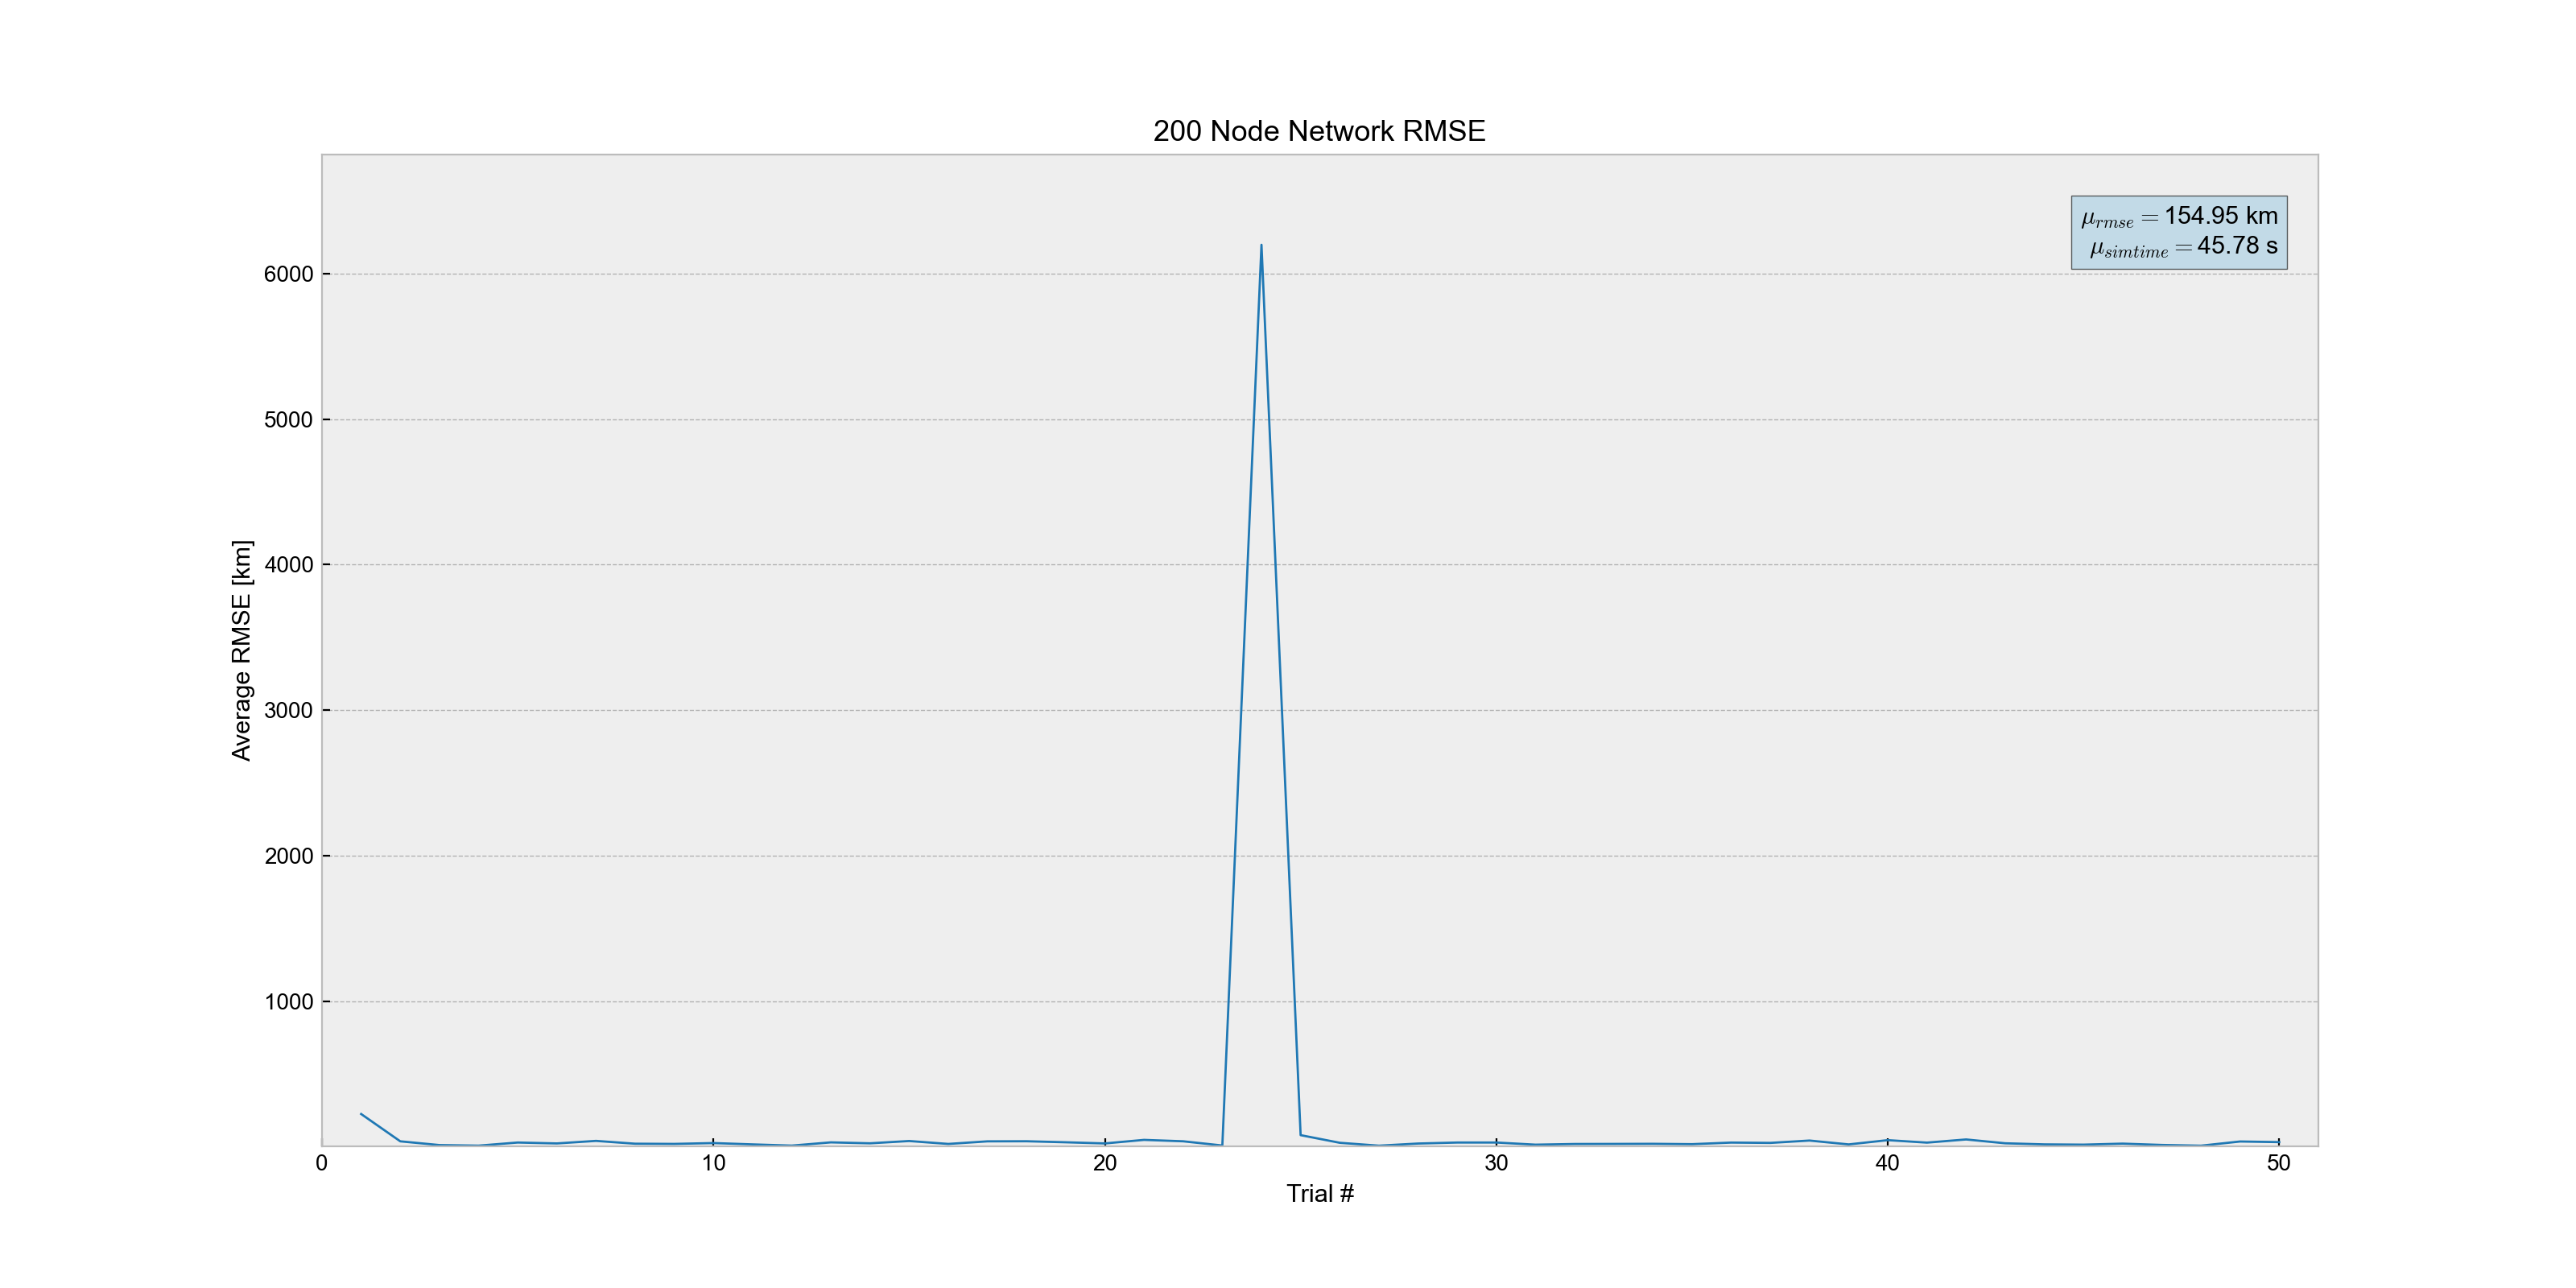 200 Node Network RMSE
μrmse = 154.95 km
μsimtime = 45.78 s
Average RMSE [km]
6000
5000
4000
3000
2000
1000
0 10 20 30 40 50
Trial #